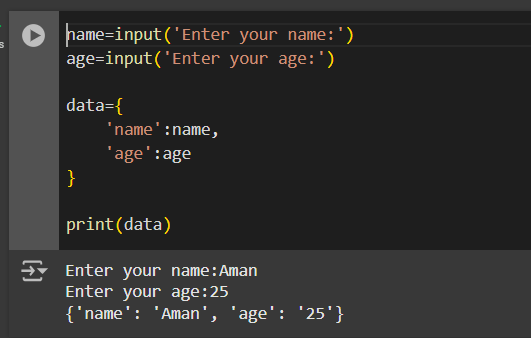 name=input('Enter your name:')
age=input('Enter your age:')
data={
    'name':name,
    'age':age
}
print(data)
Enter your name:Aman
Enter your age:25
{'name': 'Aman', 'age': '25'}